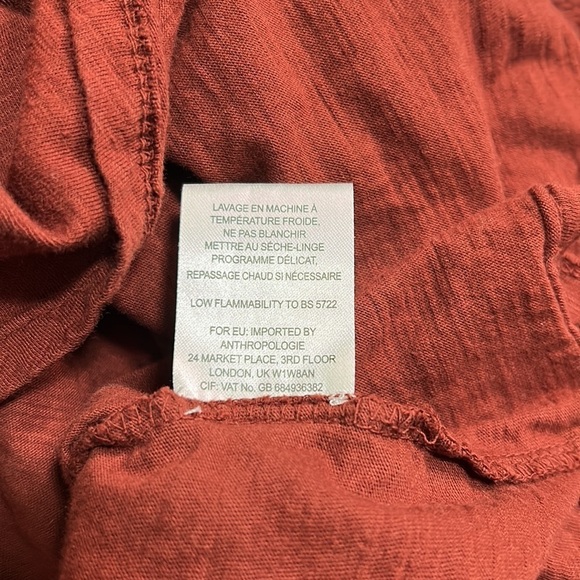 LAVAGE EN MACHINE À
TEMPÉRATURE FROIDE,
NE PAS BLANCHIR
METTRE AU SÈCHE-LINGE
PROGRAMME DÉLICAT,
REPASSAGE CHAUD SI NÉCESSAIRE
LOW FLAMMABILITY TO BS 5722
FOR EU: IMPORTED BY
ANTHROPOLOGIE
24 MARKET PLACE, 3RD FLOOR
LONDON, UK W1W8AN
CIF: VAT No. GB 684936382